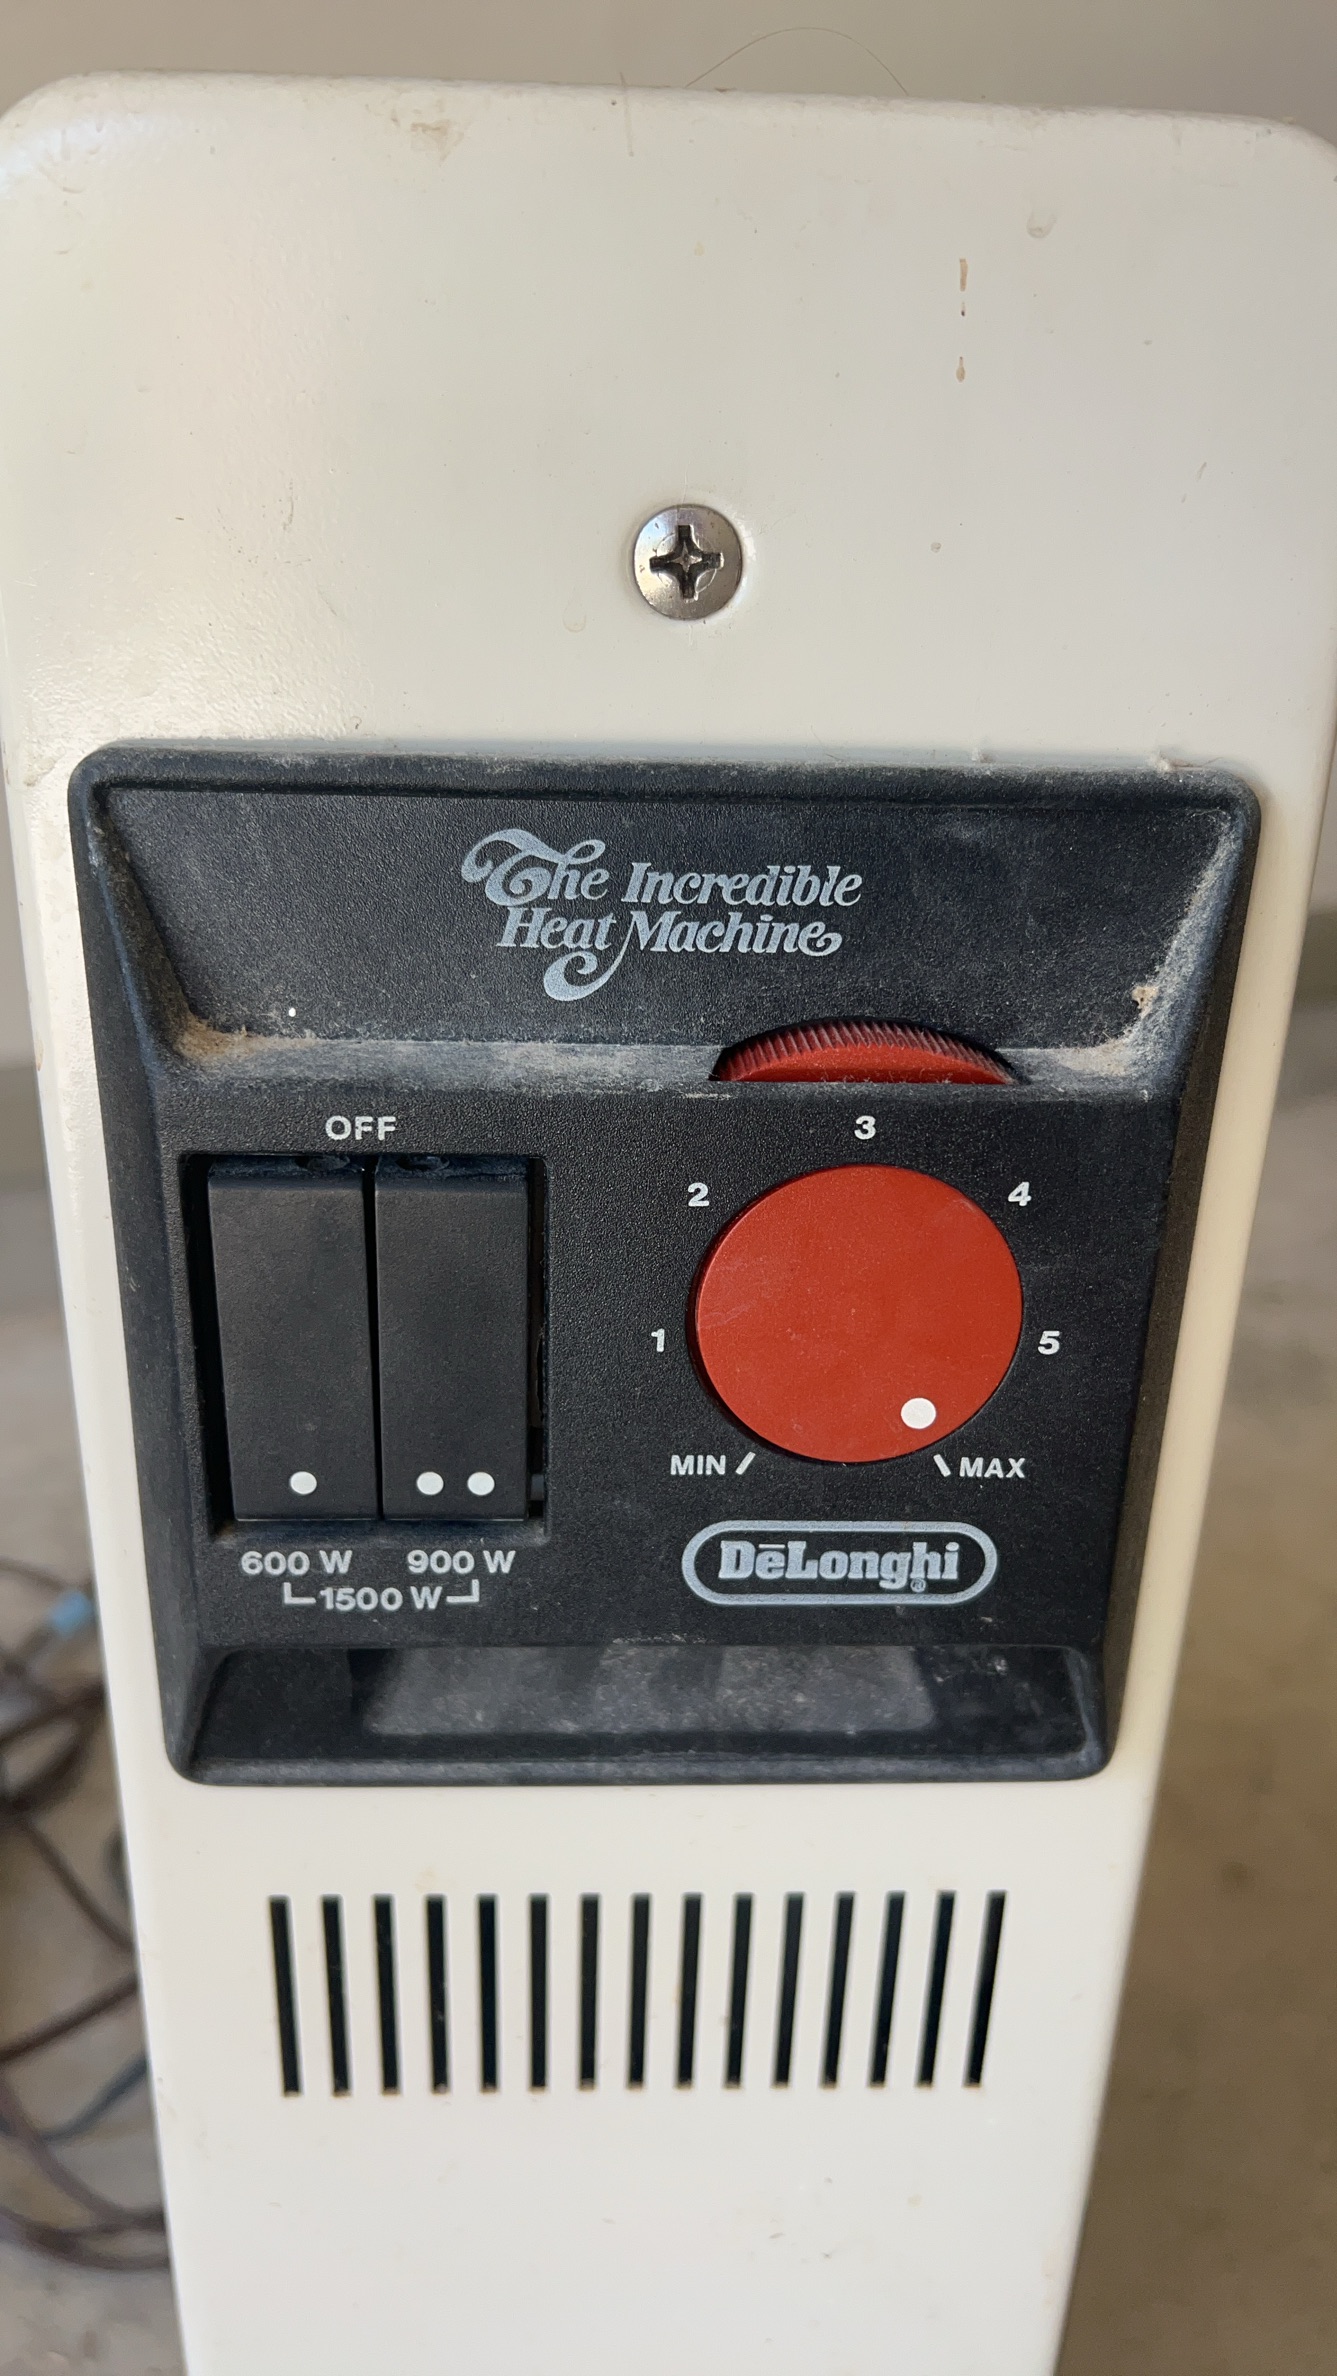 The Incredible
Heat Machine
OFF
3
2 4
1 5
MIN MAX
600 W 900 W
1500 W
DēLonghi®